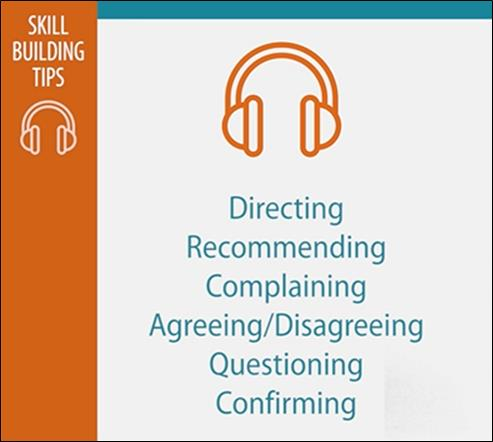 SKILL
BUILDING
TIPS
Directing
Recommending
Complaining
Agreeing/Disagreeing
Questioning
Confirming